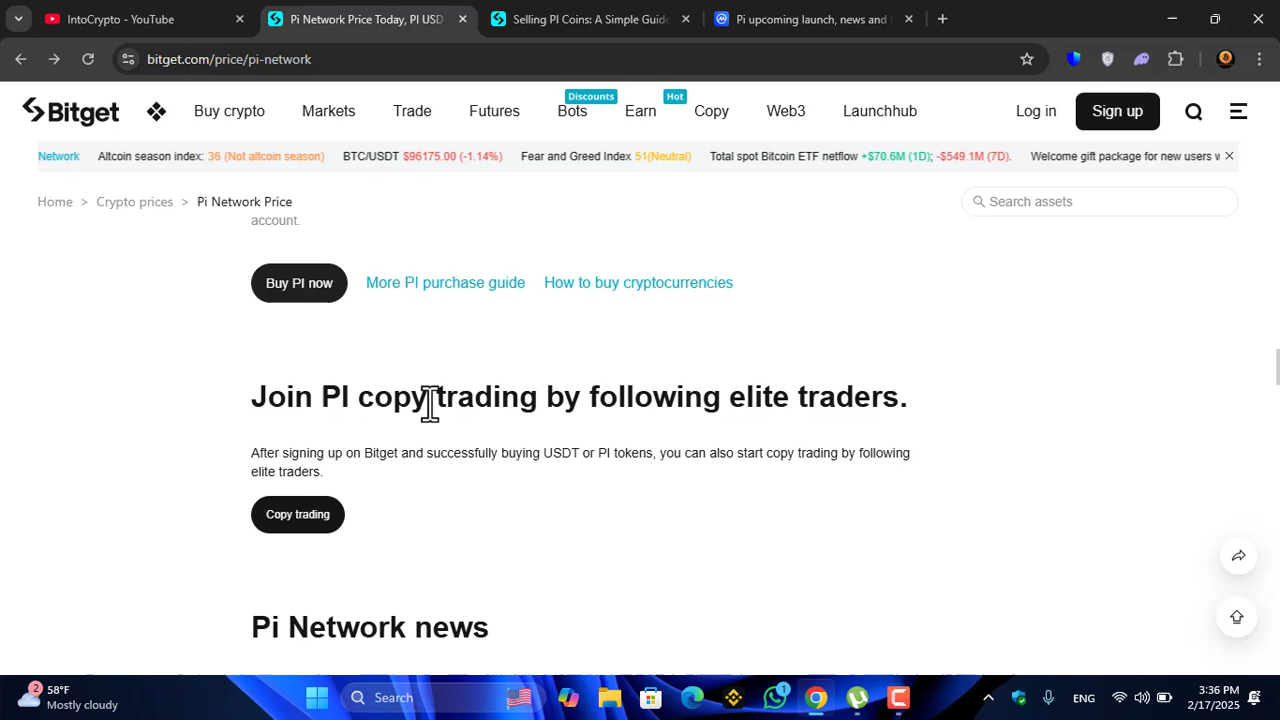 IntoCrypto - YouTube
Pi Network Price Today, PI USD
Selling PI Coins: A Simple Guid
Pi upcoming launch, news and
bitget.com/price/pi-network
Bitget
Buy crypto
Markets
Trade
Futures
Discounts
Bots
Hot
Earn
Copy
Web3
Launchhub
Log in
Sign up
Network Altcoin season index: 36 (Not altcoin season) BTC/USDT $96175.00 (-1.14%) Fear and Greed Index 51(Neutral) Total spot Bitcoin ETF netflow +$70.6M (1D); -$549.1M (7D). Welcome gift package for new users
Home > Crypto prices > Pi Network Price
Search assets
account.
Buy PI now
More PI purchase guide
How to buy cryptocurrencies
Join PI copy trading by following elite traders.
After signing up on Bitget and successfully buying USDT or PI tokens, you can also start copy trading by following
elite traders.
Copy trading
Pi Network news
2
58°F
Mostly cloudy
Search
1
ENG
3:36 PM
2/17/2025